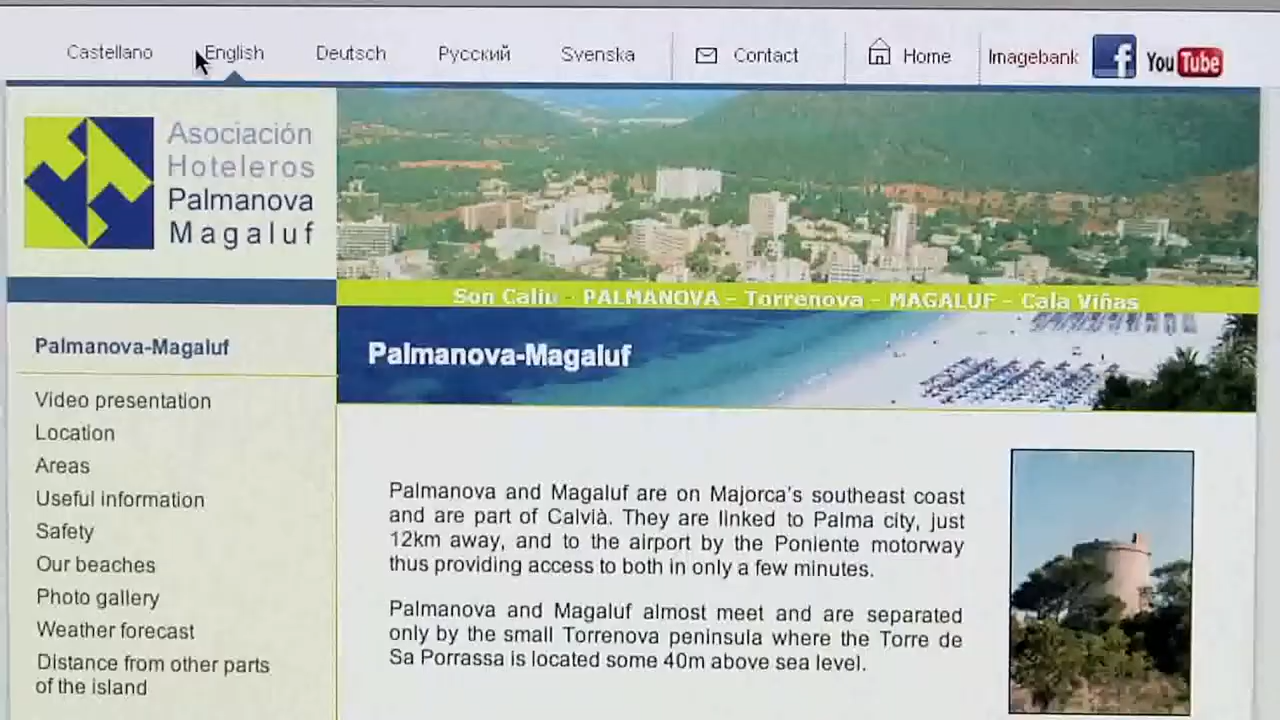 Castellano English Deutsch Русский Svenska Contact Home Imagebank f YouTube
Asociación
Hoteleros
Palmanova
Magaluf
Son Caliu - PALMANOVA - Torrenova - MAGALUF - Cala Viñas
Palmanova-Magaluf
Palmanova-Magaluf
Video presentation
Location
Areas
Useful information
Safety
Our beaches
Photo gallery
Weather forecast
Distance from other parts
of the island
Palmanova and Magaluf are on Majorca's southeast coast
and are part of Calvià. They are linked to Palma city, just
12km away, and to the airport by the Poniente motorway
thus providing access to both in only a few minutes.
Palmanova and Magaluf almost meet and are separated
only by the small Torrenova peninsula where the Torre de
Sa Porrassa is located some 40m above sea level.